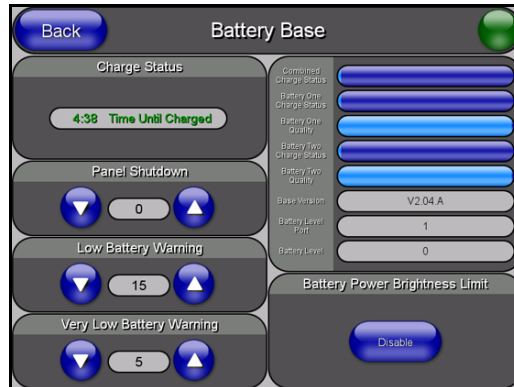 Back
Battery Base
Charge Status
4:38 Time Until Charged
Panel Shutdown
0
Low Battery Warning
15
Very Low Battery Warning
5
Combined
Charge Status
Battery One
Charge Status
Battery One
Quality
Battery Two
Charge Status
Battery Two
Quality
Base Version
V2.04.A
Battery Level
Port
1
Battery Level
0
Battery Power Brightness Limit
Disable